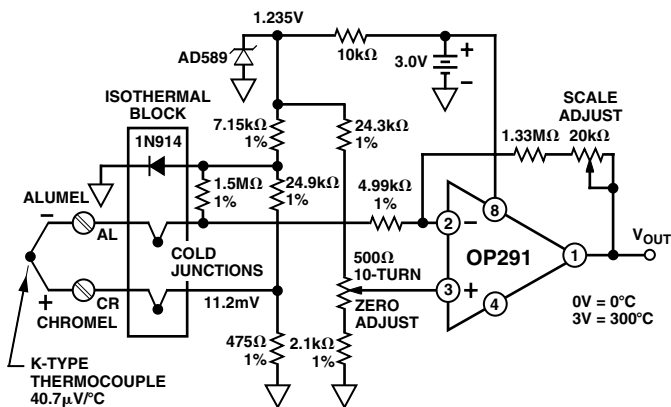 1.235V
AD589
10kΩ
3.0V
+
−
ISOTHERMAL
BLOCK
1N914
7.15kΩ
1%
24.3kΩ
1%
SCALE
ADJUST
1.33MΩ
20kΩ
ALUMEL
1.5MΩ
1%
24.9kΩ
1%
4.99kΩ
1%
−
AL
COLD
JUNCTIONS
2
−
8
OP291
1
VOUT
500Ω
10-TURN
ZERO
ADJUST
3
+
4
0V = 0°C
3V = 300°C
+
CR
CHROMEL
11.2mV
475Ω
1%
2.1kΩ
1%
K-TYPE
THERMOCOUPLE
40.7μV/°C